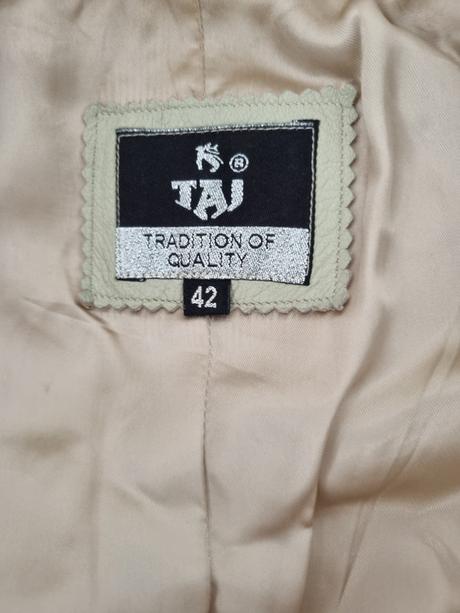 ®
TAJ
TRADITION OF
QUALITY
42